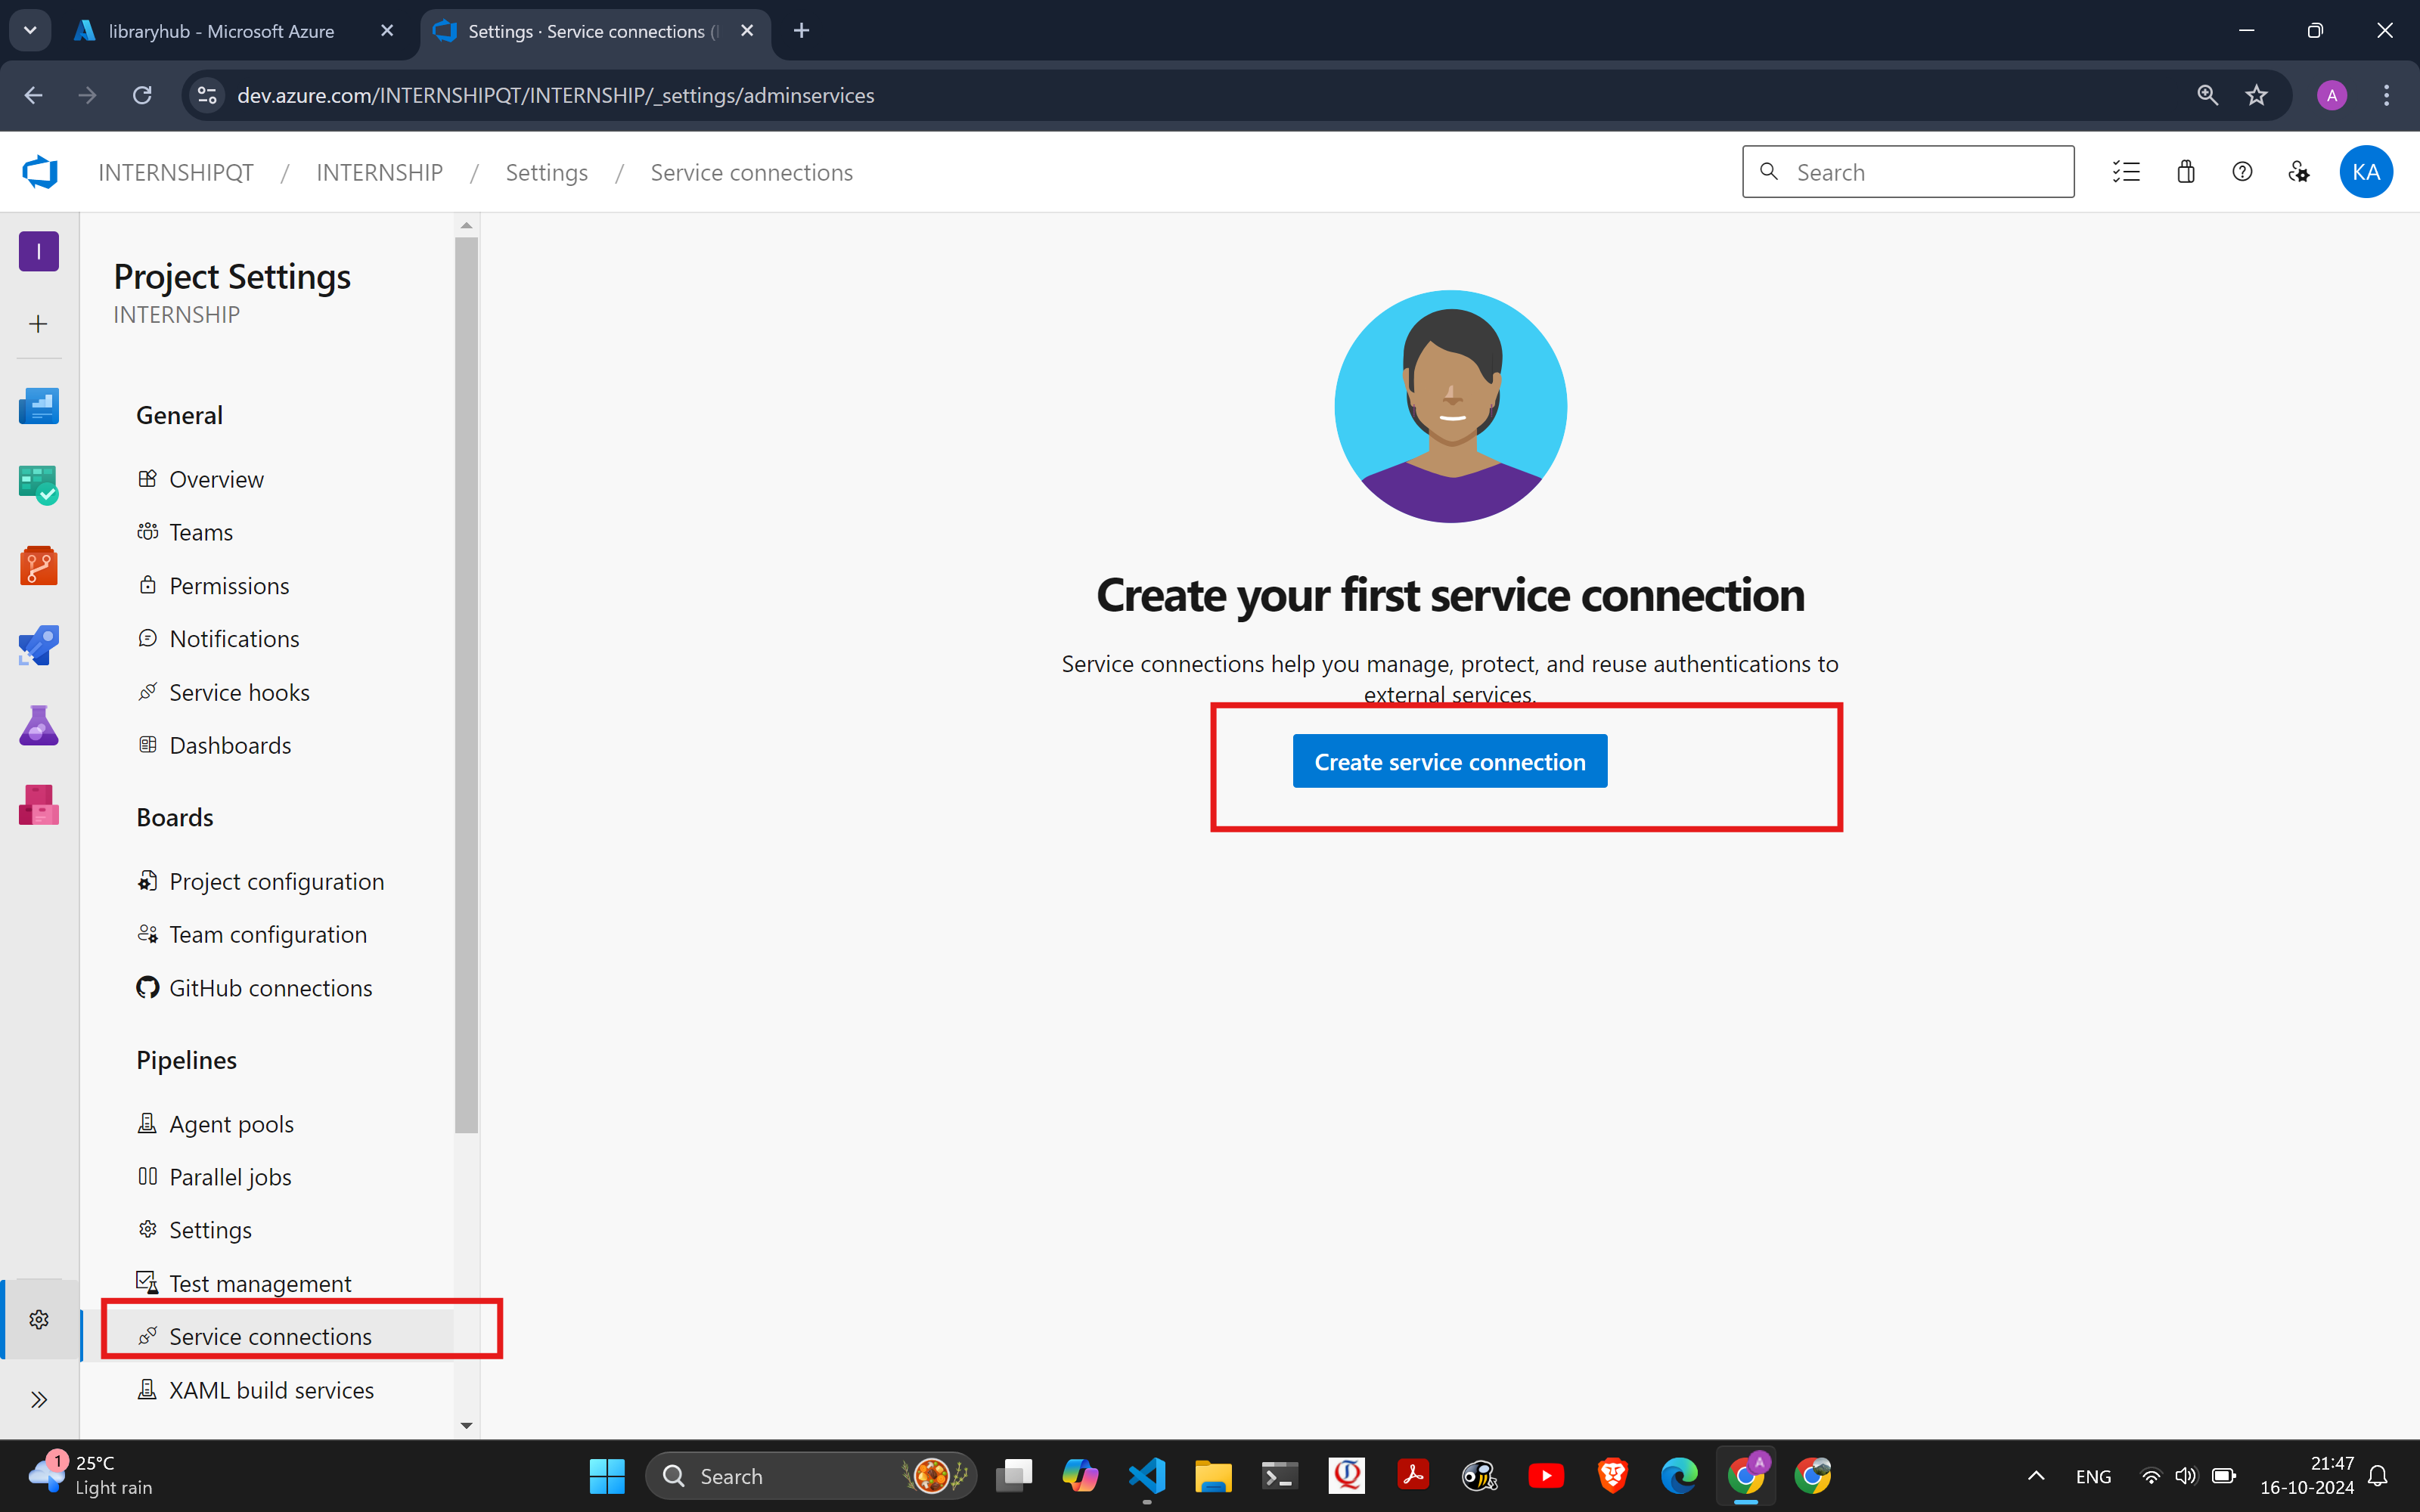 libraryhub - Microsoft Azure
Settings · Service connections (
dev.azure.com/INTERNSHIPQT/INTERNSHIP/_settings/adminservices
A
INTERNSHIPQT / INTERNSHIP / Settings / Service connections
Search
KA
I
Project Settings
INTERNSHIP
General
Overview
Teams
Permissions
Notifications
Service hooks
Dashboards
Boards
Project configuration
Team configuration
GitHub connections
Pipelines
Agent pools
Parallel jobs
Settings
Test management
Service connections
XAML build services
Create your first service connection
Service connections help you manage, protect, and reuse authentications to
external services.
Create service connection
1
25°C
Light rain
Search
A
ENG
21:47
16-10-2024